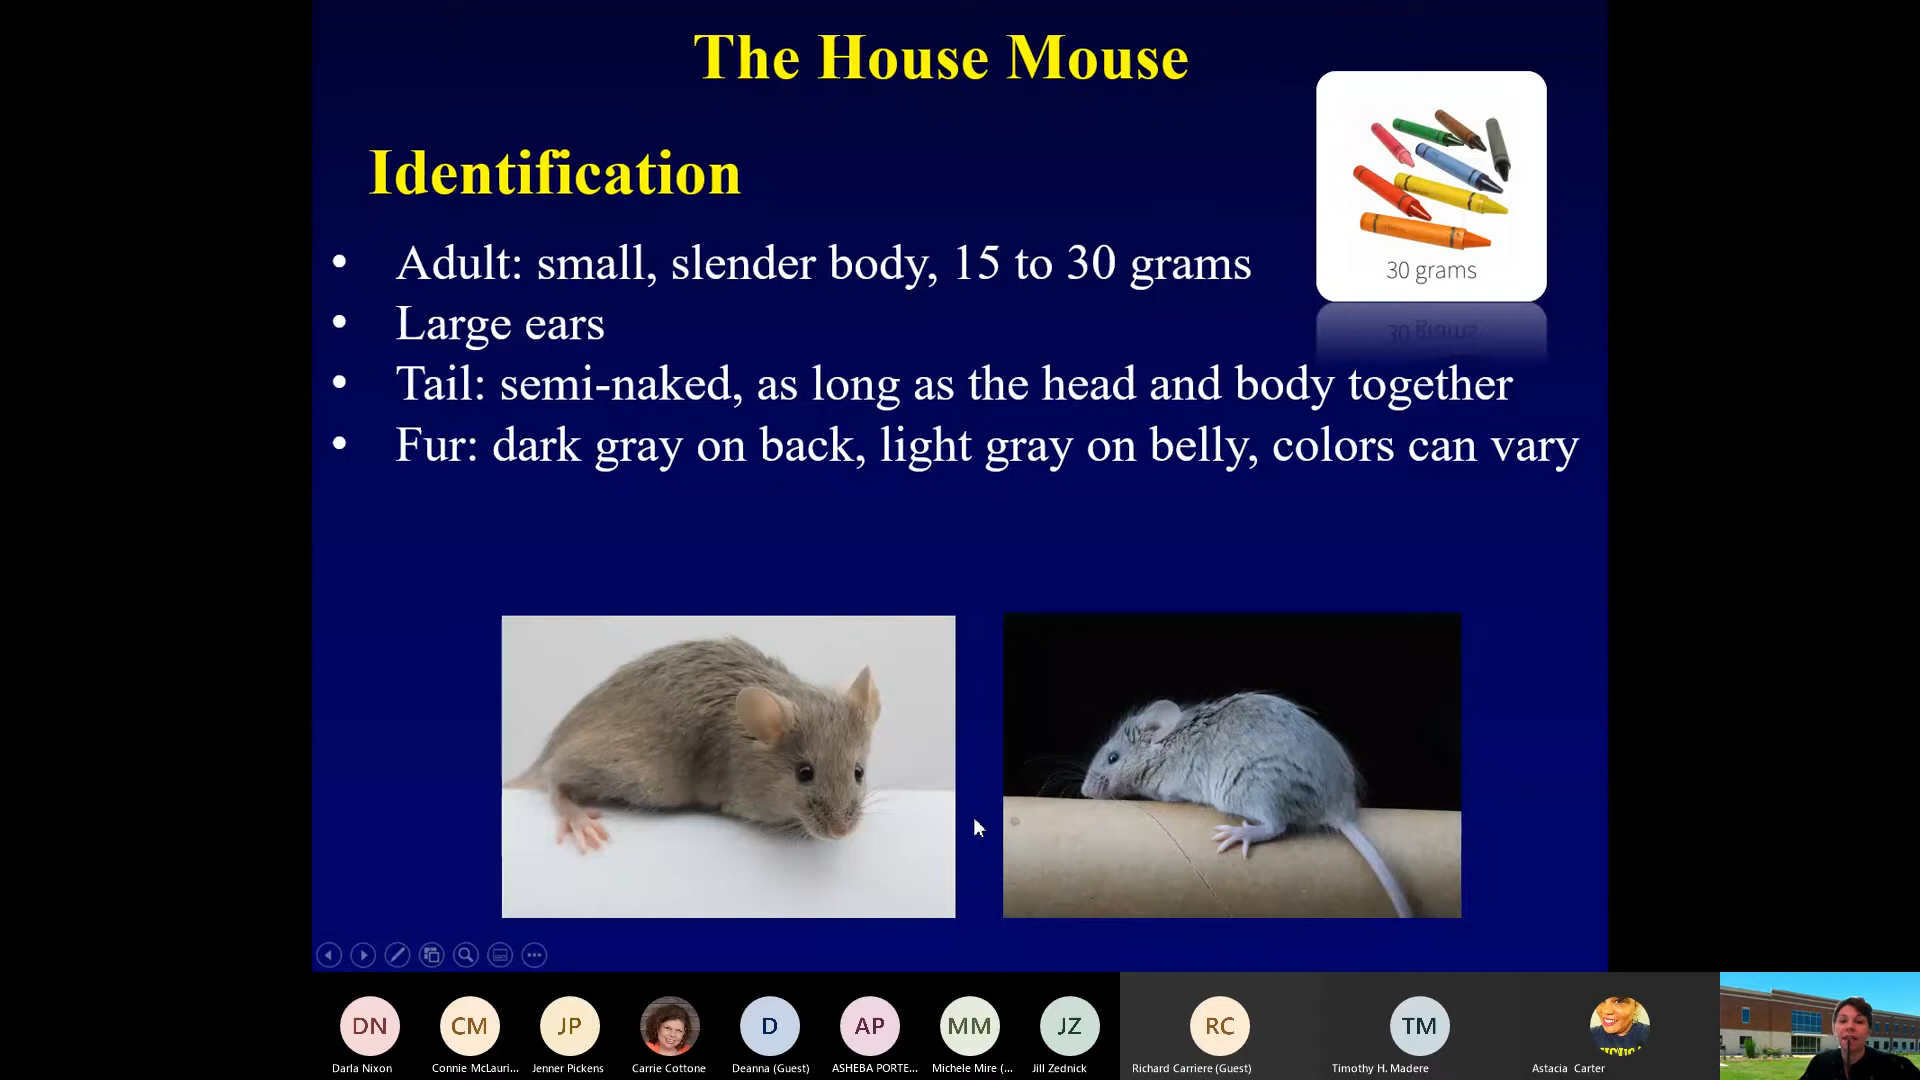 The House Mouse
Identification
30 grams
• Adult: small, slender body, 15 to 30 grams
• Large ears
• Tail: semi-naked, as long as the head and body together
• Fur: dark gray on back, light gray on belly, colors can vary
DN
CM
JP
D
AP
MM
JZ
RC
TM
Darla Nixon
Connie McLauri...
Jenner Pickens
Carrie Cottone
Deanna (Guest)
ASHEBA PORTE...
Michele Mire (...
Jill Zednick
Richard Carriere (Guest)
Timothy H. Madere
Astacia Carter